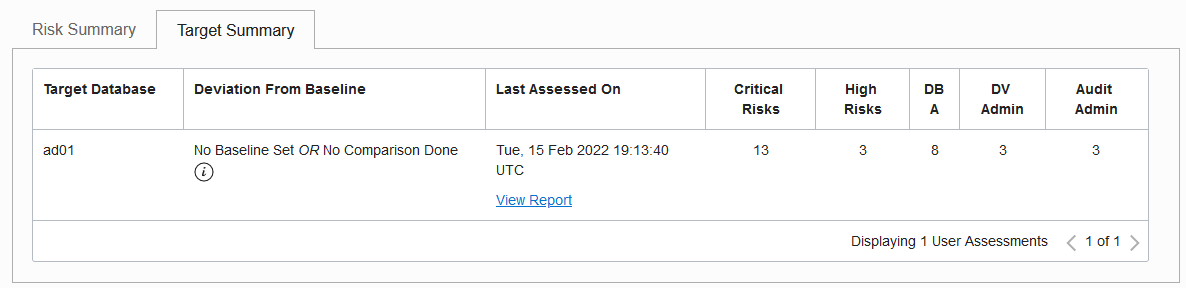 Risk Summary
Target Summary
Target Database
Deviation From Baseline
Last Assessed On
Critical
Risks
High
Risks
DB
A
DV
Admin
Audit
Admin
ad01
No Baseline Set OR No Comparison Done
i
Tue, 15 Feb 2022 19:13:40
UTC
View Report
13
3
8
3
3
Displaying 1 User Assessments
1 of 1